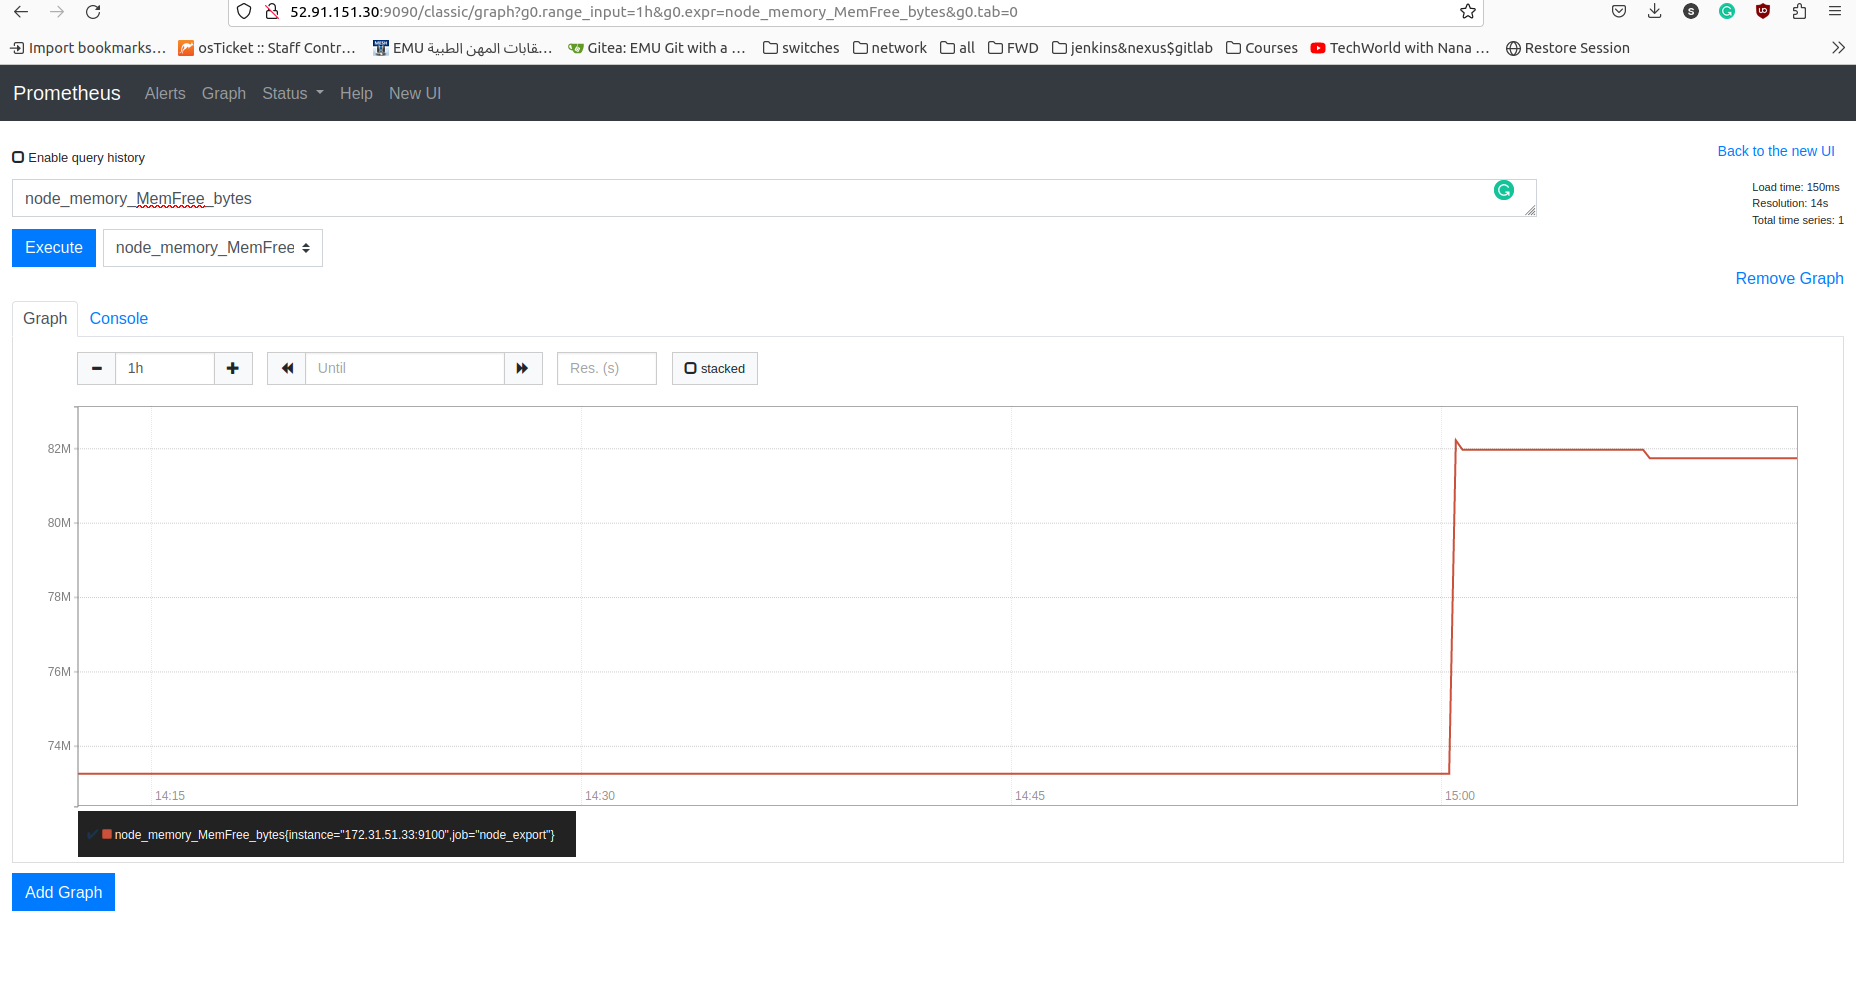 52.91.151.30:9090/classic/graph?g0.range_input=1h&g0.expr=node_memory_MemFree_bytes&g0.tab=0
Import bookmarks… osTicket :: Staff Contr… EMU نقابات المهن الطبية… Gitea: EMU Git with a … switches network all FWD jenkins&nexus$gitlab Courses TechWorld with Nana … Restore Session
Prometheus Alerts Graph Status Help New UI
Enable query history
Back to the new UI
node_memory_MemFree_bytes
Load time: 150ms
Resolution: 14s
Total time series: 1
Execute node_memory_MemFree
Remove Graph
Graph Console
1h Until Res. (s) stacked
82M
80M
78M
76M
74M
14:15 14:30 14:45 15:00
node_memory_MemFree_bytes{instance="172.31.51.33:9100",job="node_export"}
Add Graph